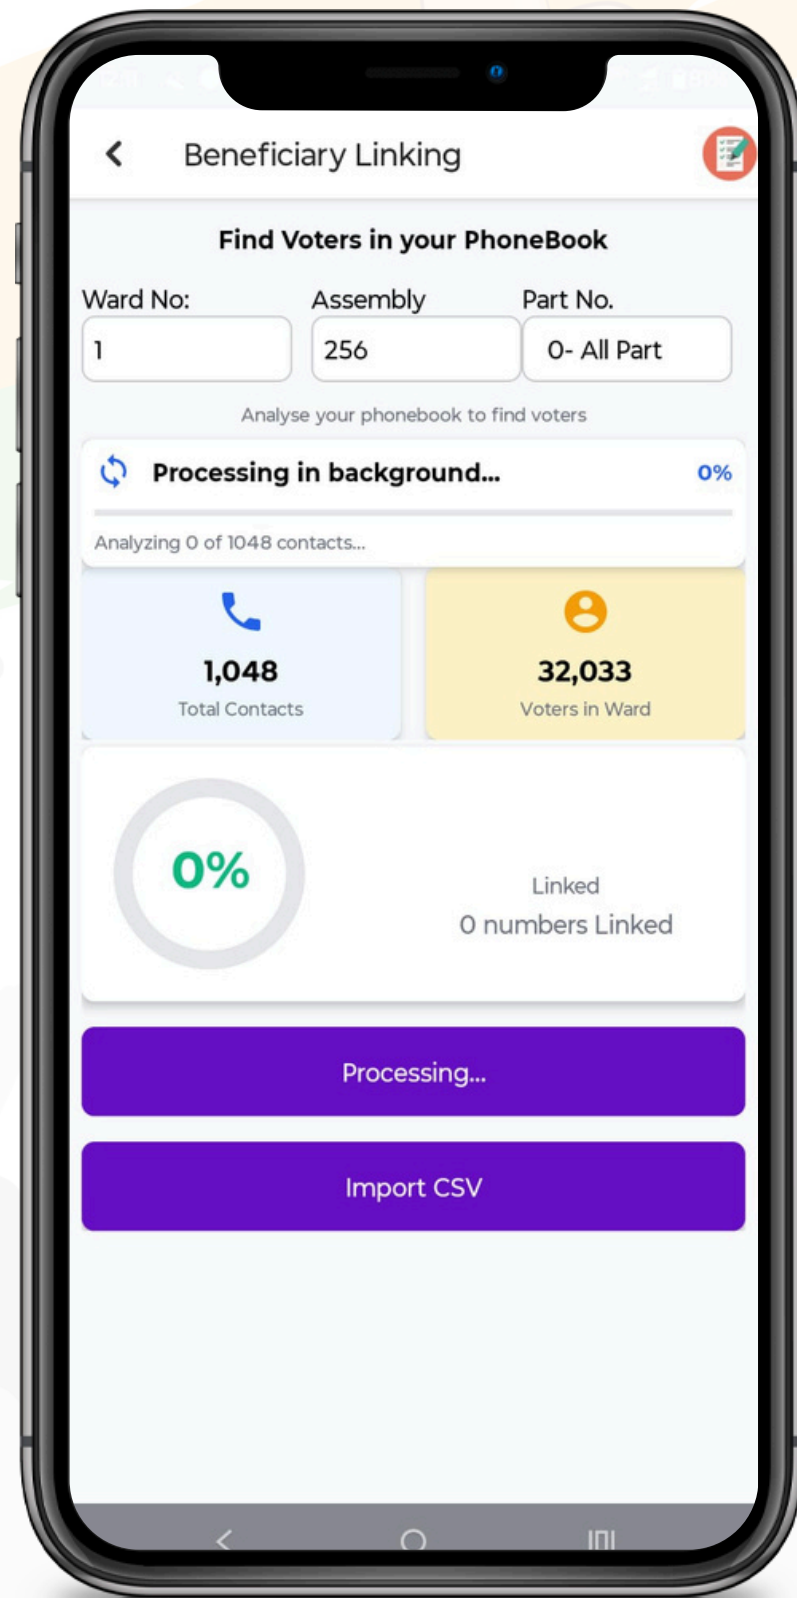 Beneficiary Linking
Find Voters in your PhoneBook
Ward No: Assembly Part No.
1 256 0- All Part
Analyse your phonebook to find voters
Processing in background... 0%
Analyzing 0 of 1048 contacts...
1,048 32,033
Total Contacts Voters in Ward
0%
Linked
0 numbers Linked
Processing...
Import CSV